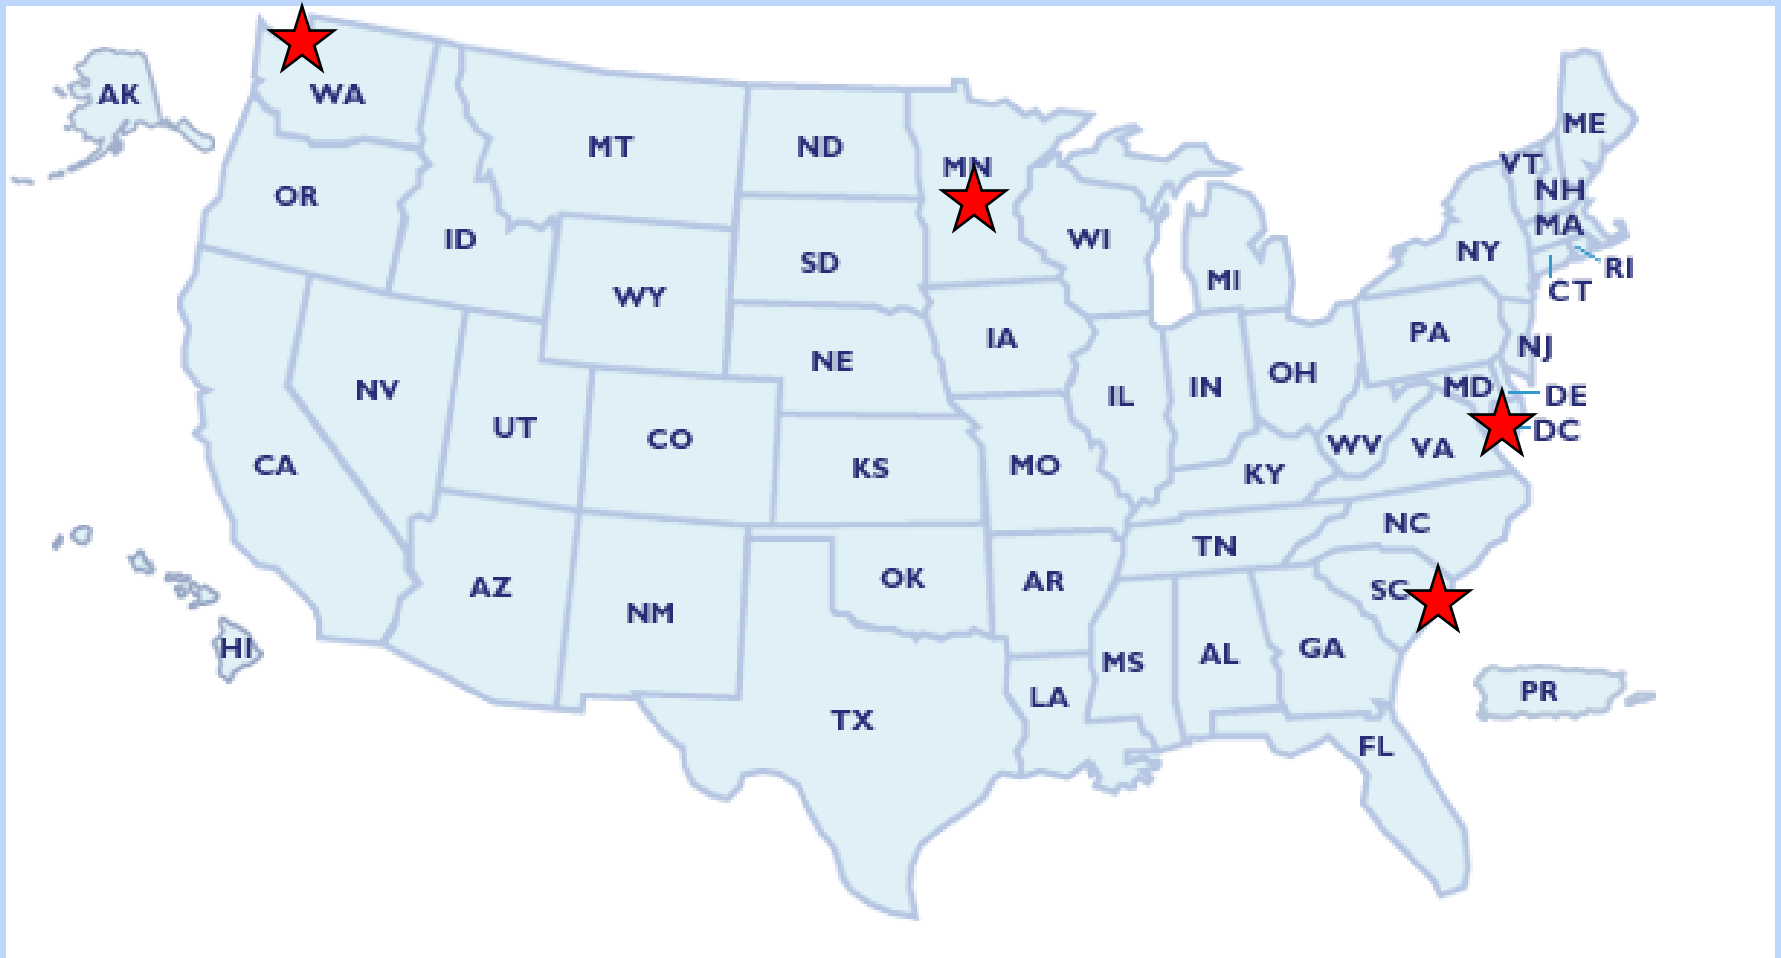 AK
WA
MT
ND
MN
ME
VT
NH
OR
ID
MA
WI
NY
SD
RI
MI
CT
WY
IA
PA
NJ
NE
OH
MD
NV
IN
DE
IL
UT
CO
DC
WV
VA
CA
KS
MO
KY
NC
TN
AZ
OK
AR
SC
NM
HI
GA
AL
MS
PR
LA
TX
FL